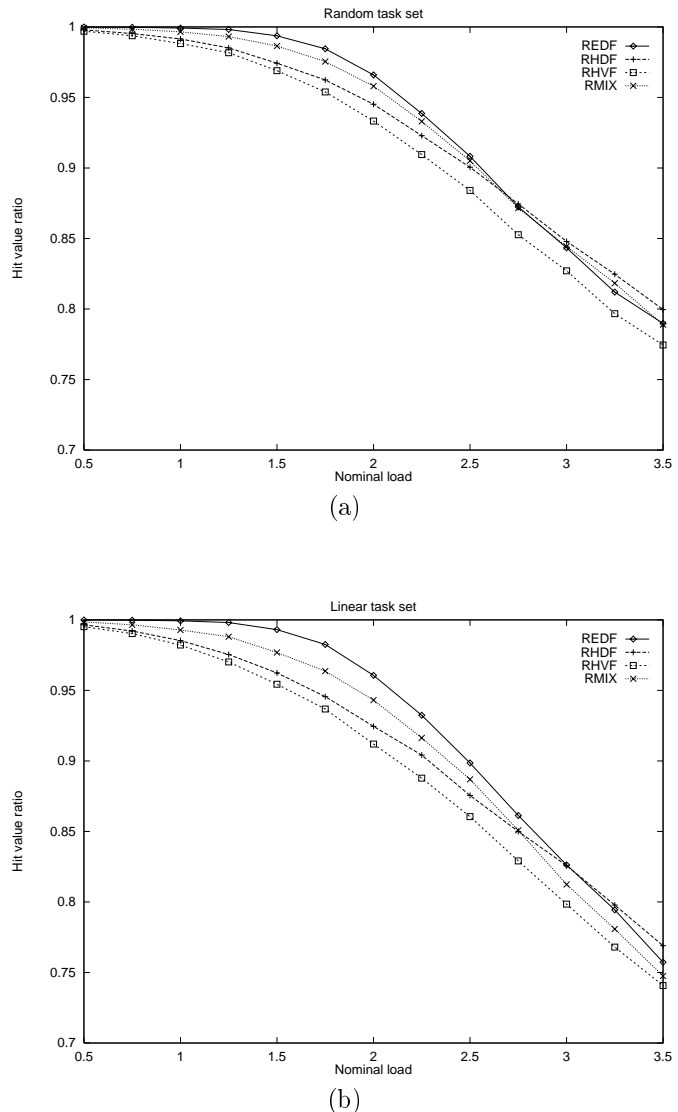 Random task set
1
0.95
0.9
0.85
0.8
0.75
0.7
Hit value ratio
REDF
RHDF
RHVF
RMIX
0.5 1 1.5 2 2.5 3 3.5
Nominal load
(a)
Linear task set
1
0.95
0.9
0.85
0.8
0.75
0.7
Hit value ratio
REDF
RHDF
RHVF
RMIX
0.5 1 1.5 2 2.5 3 3.5
Nominal load
(b)